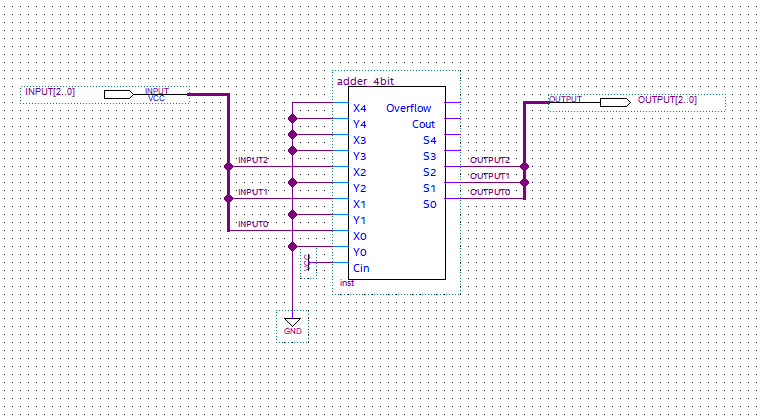 adder_4bit
INPUT[2..0]
INPUT
VCC
OUTPUT
OUTPUT[2..0]
X4
Overflow
Y4
Cout
X3
S4
Y3
S3
INPUT2
X2
S2
OUTPUT2
Y2
S1
OUTPUT1
INPUT1
X1
S0
OUTPUT0
Y1
INPUT0
X0
Y0
VCC
Cin
inst
GND